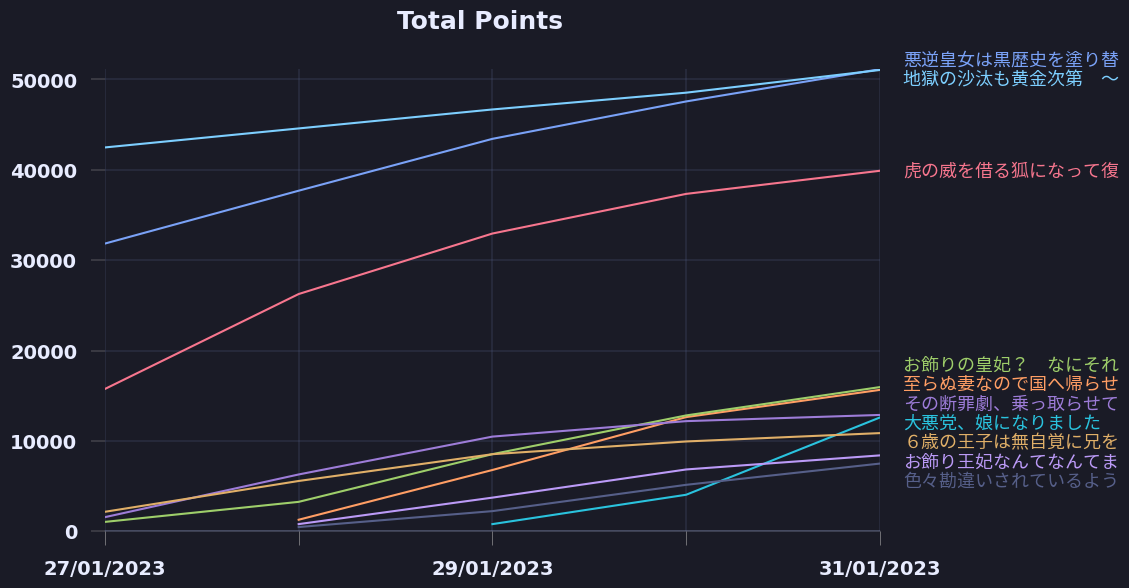 Total Points
50000
40000
30000
20000
10000
0
27/01/2023
29/01/2023
31/01/2023
悪逆皇女は黒歴史を塗り替
地獄の沙汰も黄金次第　～
虎の威を借る狐になって復
お飾りの皇妃？　なにそれ
至らぬ妻なので国へ帰らせ
その断罪劇、乗っ取らせて
大悪党、娘になりました
６歳の王子は無自覚に兄を
お飾り王妃なんてなんてま
色々勘違いされているよう